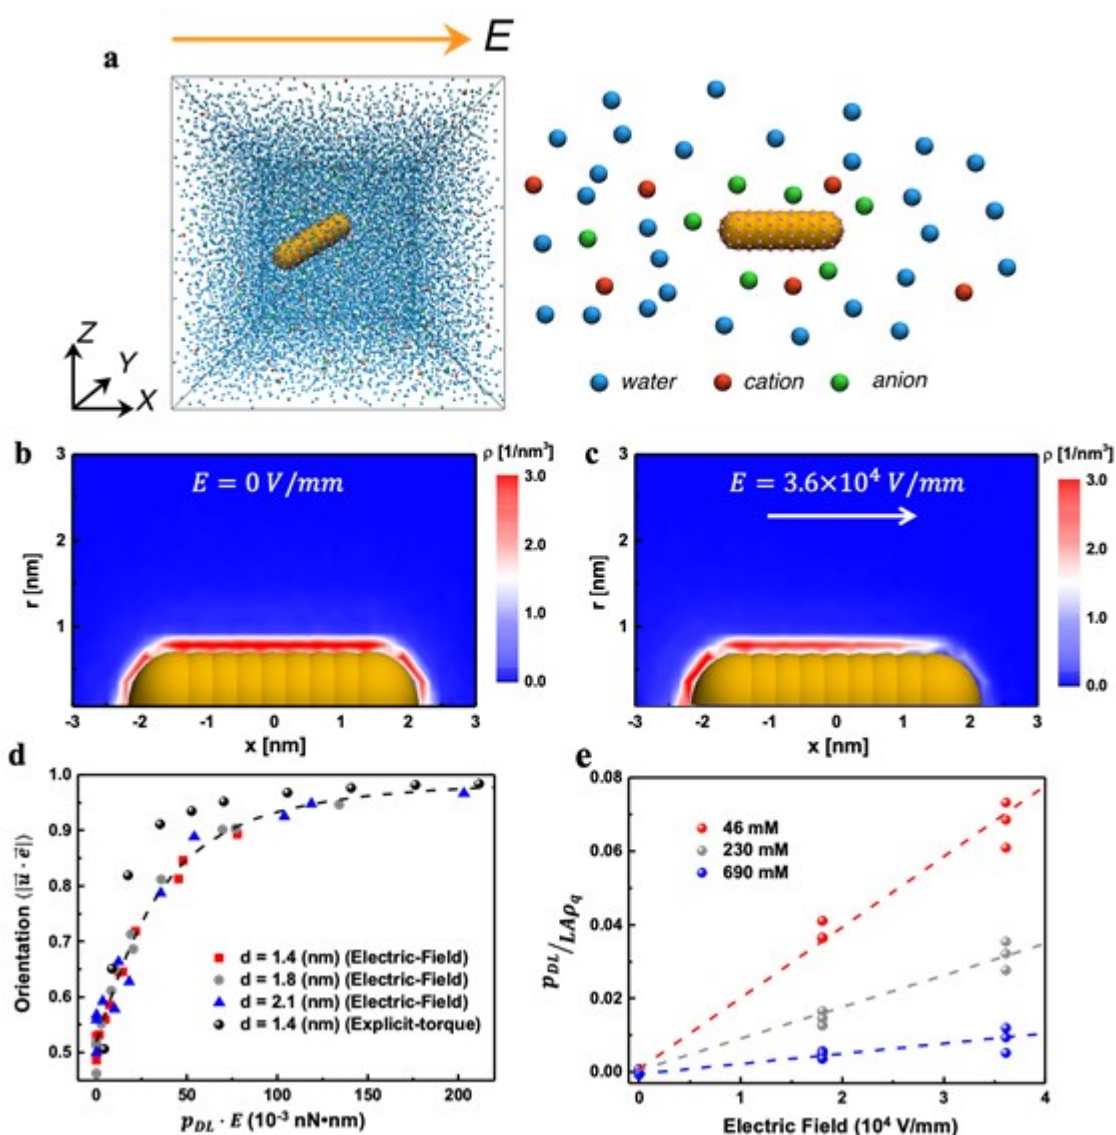 a
E
Z
Y
X
water cation anion
b
ρ [1/nm³]
E = 0 V/mm
3
2
1
r [nm]
3.0
2.0
1.0
0.0
-3 -2 -1 0 1 2 3
x [nm]
c
ρ [1/nm³]
E = 3.6×10⁴ V/mm
3
2
1
r [nm]
3.0
2.0
1.0
0.0
-3 -2 -1 0 1 2 3
x [nm]
d
1.0
0.9
0.8
0.7
0.6
0.5
Orientation ⟨|u⃗ · e⃗|⟩
d = 1.4 (nm) (Electric-Field)
d = 1.8 (nm) (Electric-Field)
d = 2.1 (nm) (Electric-Field)
d = 1.4 (nm) (Explicit-torque)
0 50 100 150 200
p_DL · E (10⁻³ nN•nm)
e
0.08
0.06
0.04
0.02
0.00
p_DL/LAρ_q
46 mM
230 mM
690 mM
0 1 2 3 4
Electric Field (10⁴ V/mm)